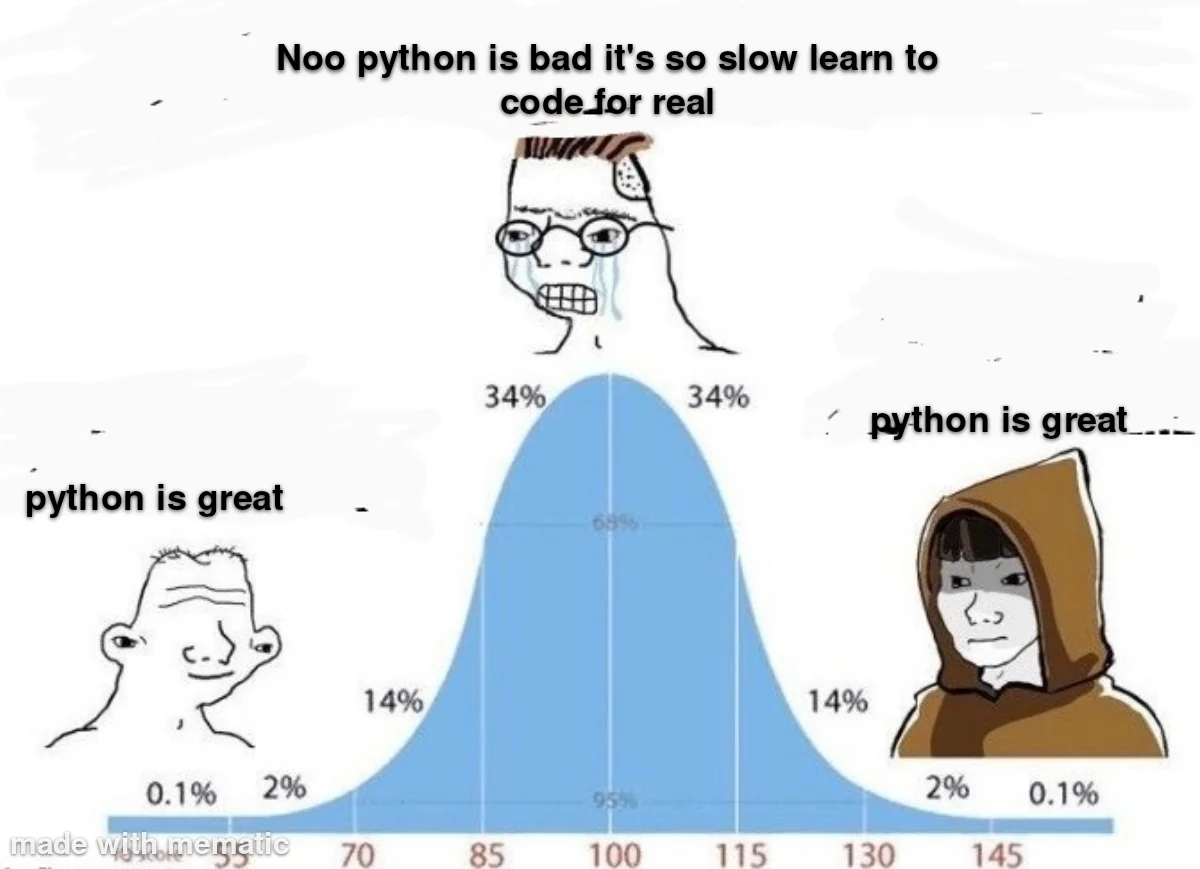 Noo python is bad it's so slow learn to
code for real
34%
34%
python is great
python is great
68%
14%
14%
0.1%
2%
2%
0.1%
95%
made with mematic
IQ score
55
70
85
100
115
130
145